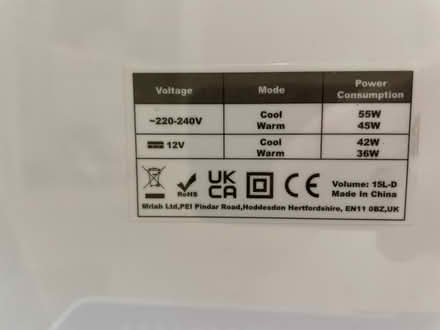 Voltage Mode Power Consumption
~220-240V Cool 55W
Warm 45W
12V Cool 42W
Warm 36W
RoHS UK CA CE Volume: 15L-D
Made In China
Mriah Ltd,PEI Pindar Road,Hoddesdon Hertfordshire, EN11 0BZ,UK